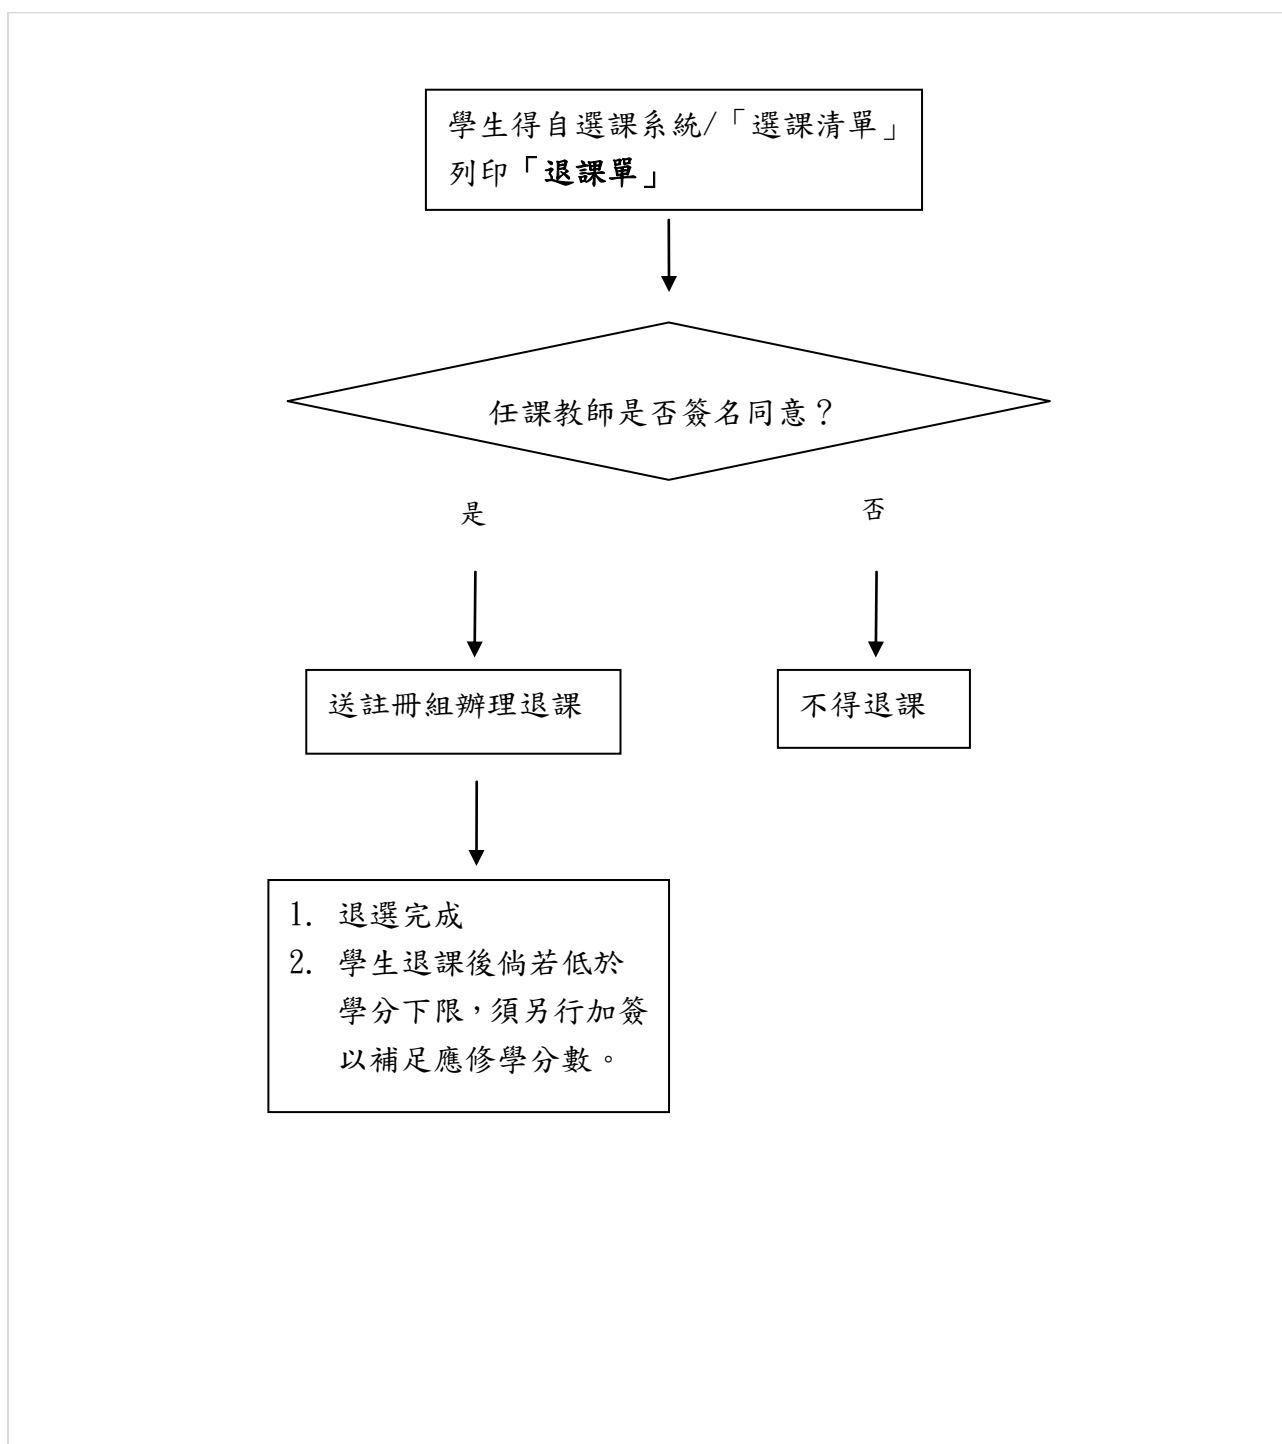 學生得自選課系統/「選課清單」
列印「退課單」
任課教師是否簽名同意？
是
否
送註冊組辦理退課
不得退課
1. 退選完成
2. 學生退課後倘若低於
學分下限，須另行加簽
以補足應修學分數。